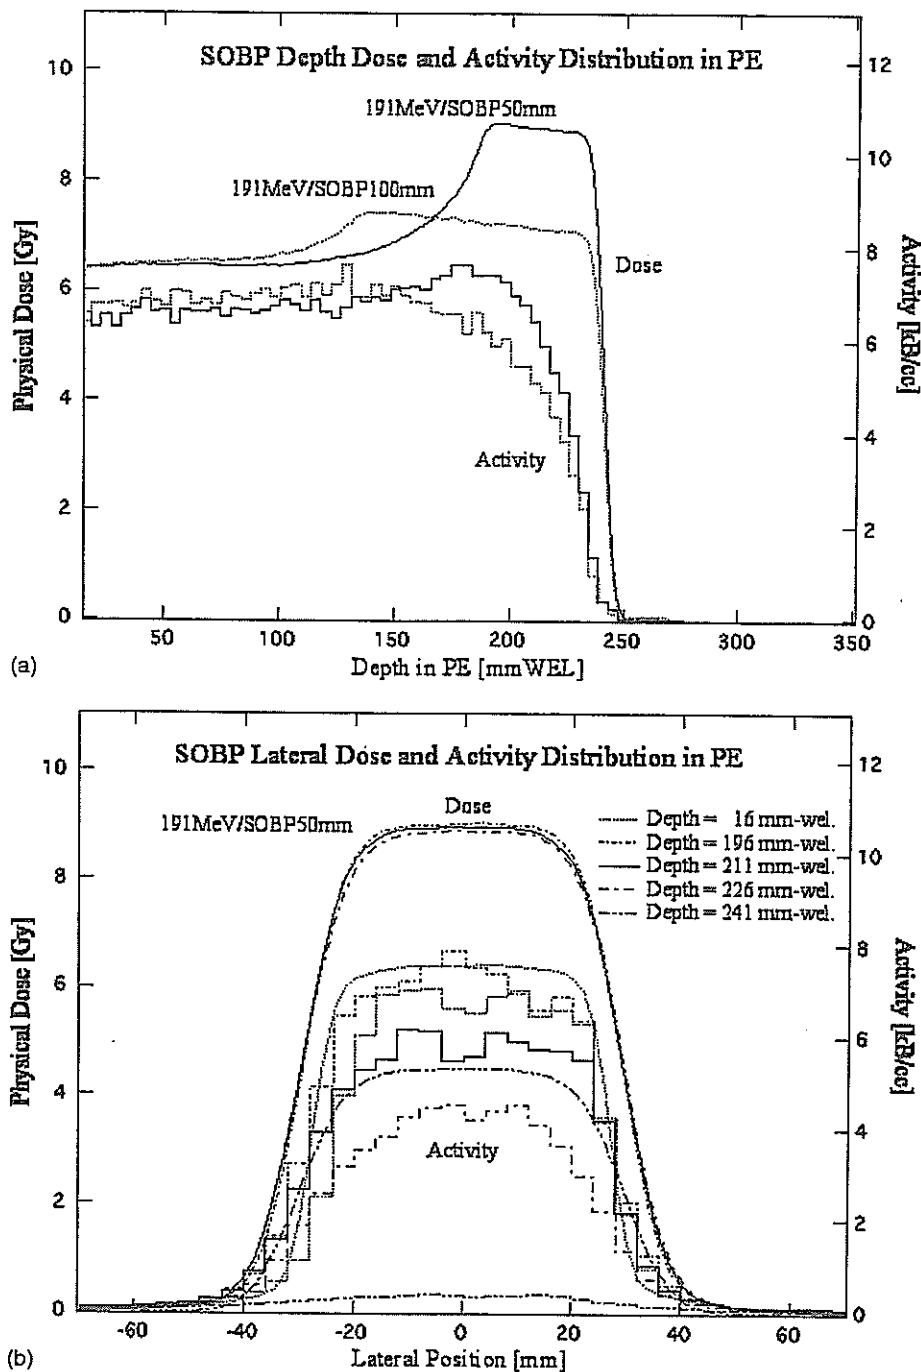 SOBP Depth Dose and Activity Distribution in PE
191MeV/SOBP50mm
191MeV/SOBP100mm
Dose
Activity
Physical Dose [Gy]
10
8
6
4
2
0
Activity [kB/cc]
12
10
8
6
4
2
0
50
100
150
200
250
300
350
Depth in PE [mmWEL]
(a)
SOBP Lateral Dose and Activity Distribution in PE
191MeV/SOBP50mm
Dose
Depth = 16 mm-wel.
Depth = 196 mm-wel.
Depth = 211 mm-wel.
Depth = 226 mm-wel.
Depth = 241 mm-wel.
Activity
Physical Dose [Gy]
10
8
6
4
2
0
Activity [kB/cc]
12
10
8
6
4
2
0
-60
-40
-20
0
20
40
60
Lateral Position [mm]
(b)